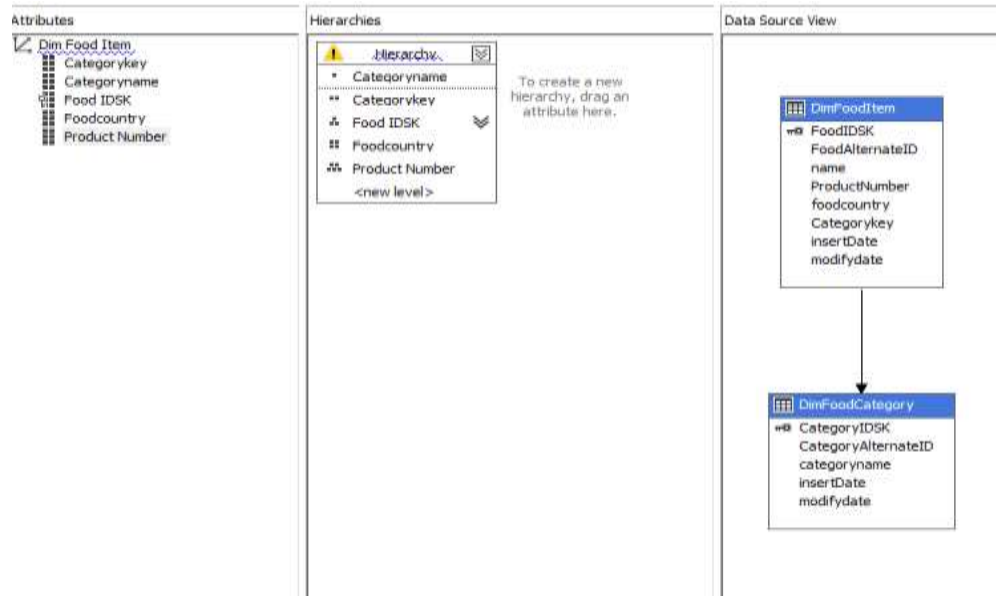 Attributes
Dim Food Item
Categorykey
Categoryname
Food IDSK
Foodcountry
Product Number
Hierarchies
Hierarchy
Categoryname
Categorykey
Food IDSK
Foodcountry
Product Number
<new level>
To create a new
hierarchy, drag an
attribute here.
Data Source View
DimFoodItem
FoodIDSK
FoodAlternateID
name
ProductNumber
foodcountry
Categorykey
insertDate
modifydate
DimFoodCategory
CategoryIDSK
CategoryAlternateID
categoryname
insertDate
modifydate